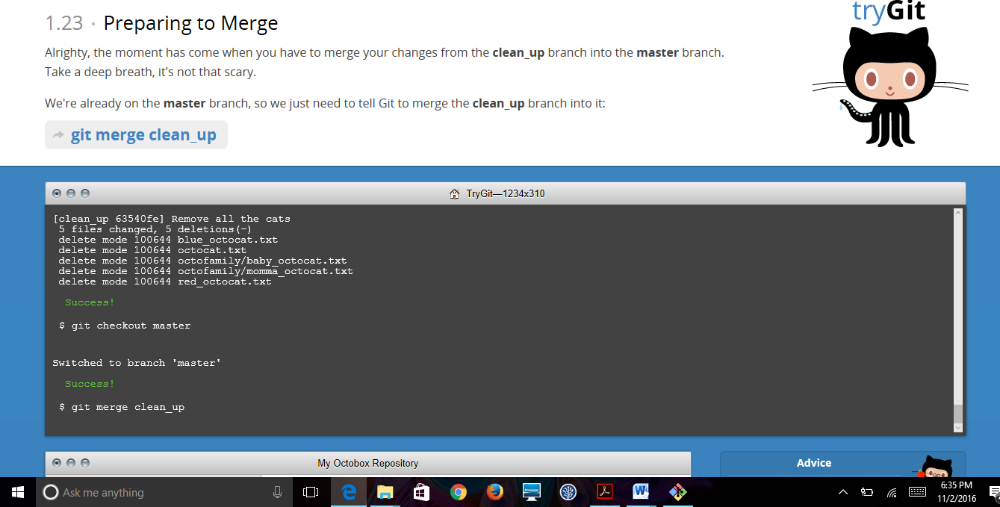 tryGit
1.23 · Preparing to Merge
Alrighty, the moment has come when you have to merge your changes from the clean_up branch into the master branch.
Take a deep breath, it's not that scary.
We're already on the master branch, so we just need to tell Git to merge the clean_up branch into it:
git merge clean_up
TryGit—1234x310
[clean_up 63540fe] Remove all the cats
5 files changed, 5 deletions(-)
delete mode 100644 blue_octocat.txt
delete mode 100644 octocat.txt
delete mode 100644 octofamily/baby_octocat.txt
delete mode 100644 octofamily/momma_octocat.txt
delete mode 100644 red_octocat.txt
Success!
$ git checkout master
Switched to branch 'master'
Success!
$ git merge clean_up
My Octobox Repository
Advice
Ask me anything
6:35 PM
11/2/2016